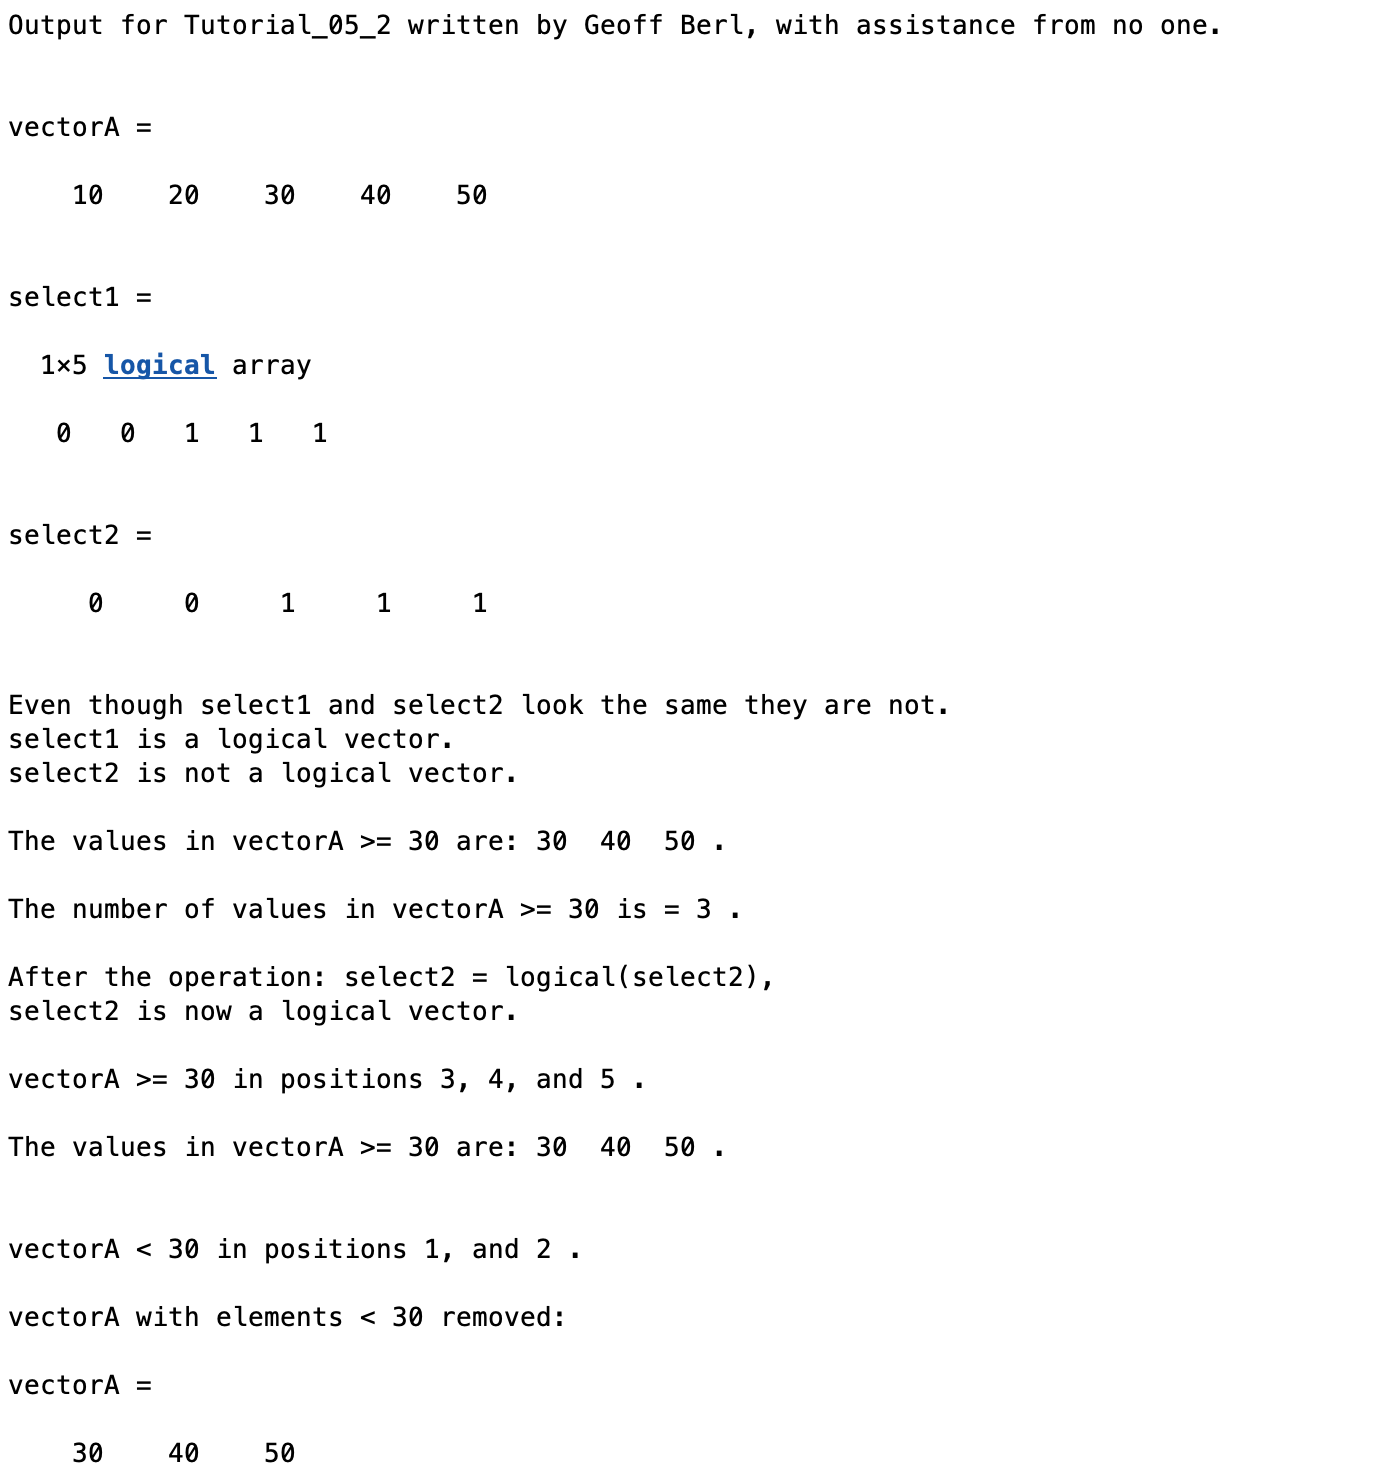 Output for Tutorial_05_2 written by Geoff Berl, with assistance from no one.
vectorA =
10    20    30    40    50
select1 =
1×5 logical array
0   0   1   1   1
select2 =
0     0     1     1     1
Even though select1 and select2 look the same they are not.
select1 is a logical vector.
select2 is not a logical vector.
The values in vectorA >= 30 are: 30  40  50 .
The number of values in vectorA >= 30 is = 3 .
After the operation: select2 = logical(select2),
select2 is now a logical vector.
vectorA >= 30 in positions 3, 4, and 5 .
The values in vectorA >= 30 are: 30  40  50 .
vectorA < 30 in positions 1, and 2 .
vectorA with elements < 30 removed:
vectorA =
30    40    50